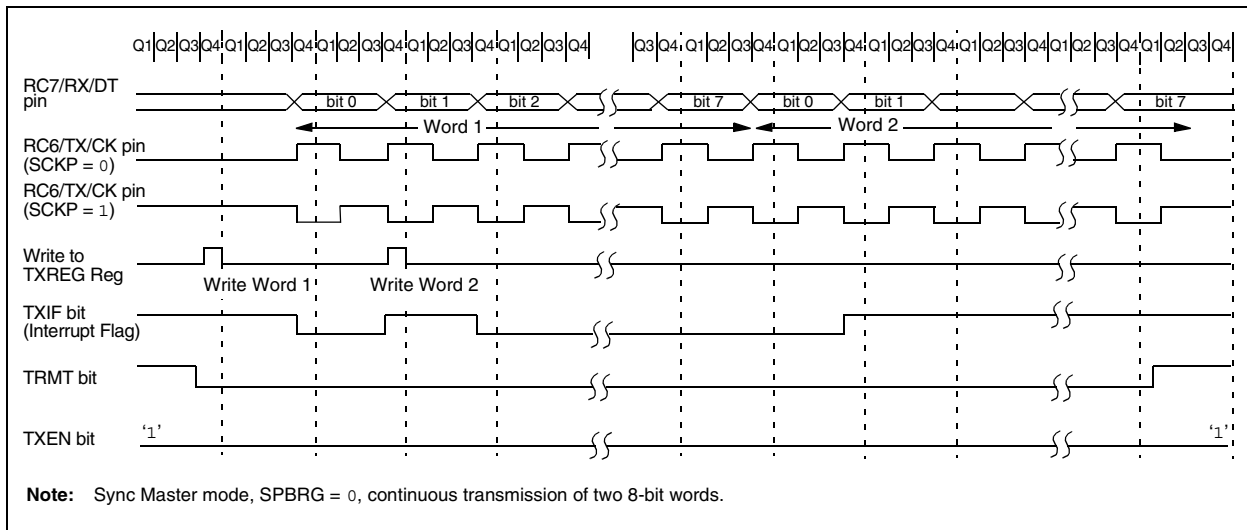 Q1 Q2 Q3 Q4 Q1 Q2 Q3 Q4 Q1 Q2 Q3 Q4 Q1 Q2 Q3 Q4 Q1 Q2 Q3 Q4 Q3 Q4 Q1 Q2 Q3 Q4 Q1 Q2 Q3 Q4 Q1 Q2 Q3 Q4 Q1 Q2 Q3 Q4 Q1 Q2 Q3 Q4 Q1 Q2 Q3 Q4
RC7/RX/DT
pin
bit 0 bit 1 bit 2 bit 7 bit 0 bit 1 bit 7
Word 1 Word 2
RC6/TX/CK pin
(SCKP = 0)
RC6/TX/CK pin
(SCKP = 1)
Write to
TXREG Reg
Write Word 1 Write Word 2
TXIF bit
(Interrupt Flag)
TRMT bit
TXEN bit
‘1’ ‘1’
Note: Sync Master mode, SPBRG = 0, continuous transmission of two 8-bit words.